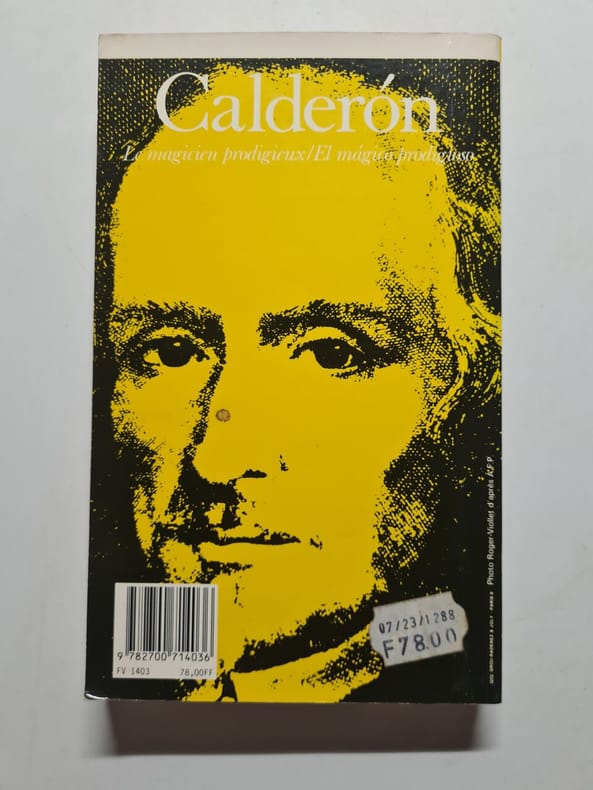 Calderón
Le magicien prodigieux/El mágico prodigioso
Photo Roger-Viollet d'après A.F.P.
9 782700 714036
FV 1403 78,00FF
07/23/1288
F78.00